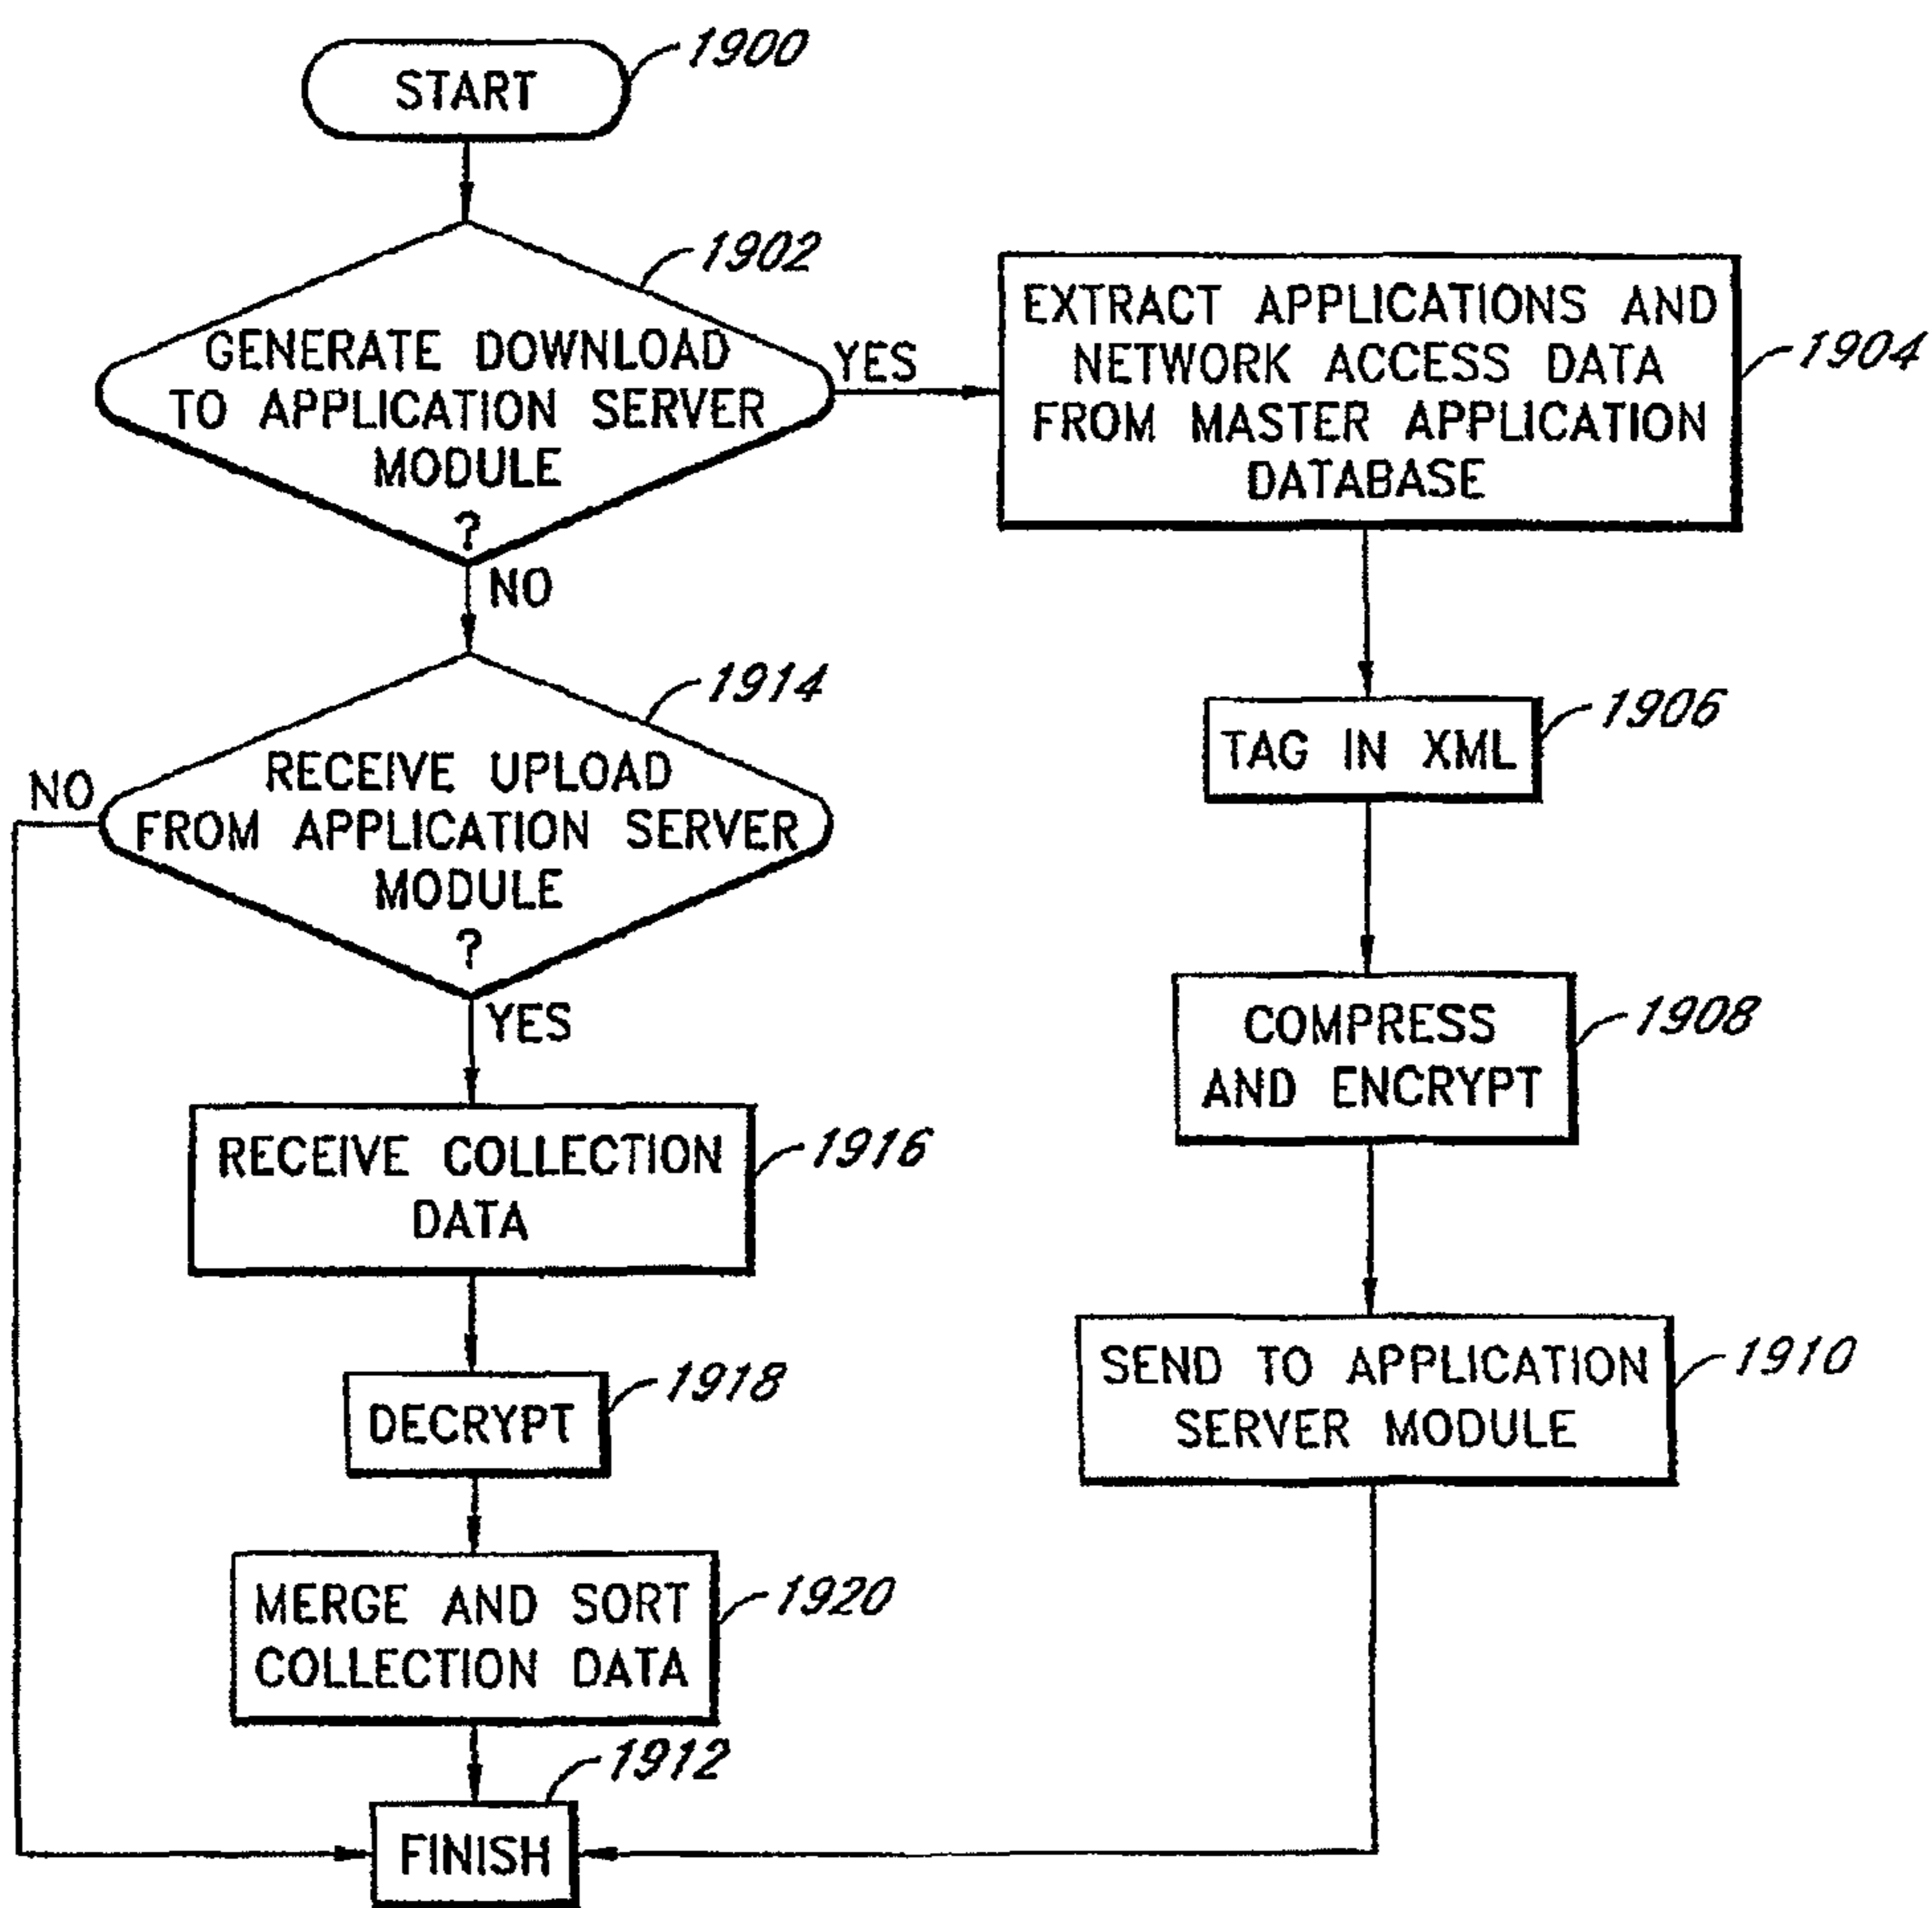 START
1900
1902
GENERATE DOWNLOAD
TO APPLICATION SERVER
MODULE
?
YES
NO
EXTRACT APPLICATIONS AND
NETWORK ACCESS DATA
FROM MASTER APPLICATION
DATABASE
1904
TAG IN XML
1906
COMPRESS
AND ENCRYPT
1908
SEND TO APPLICATION
SERVER MODULE
1910
1914
RECEIVE UPLOAD
FROM APPLICATION SERVER
MODULE
?
NO
YES
RECEIVE COLLECTION
DATA
1916
DECRYPT
1918
MERGE AND SORT
COLLECTION DATA
1920
1912
FINISH